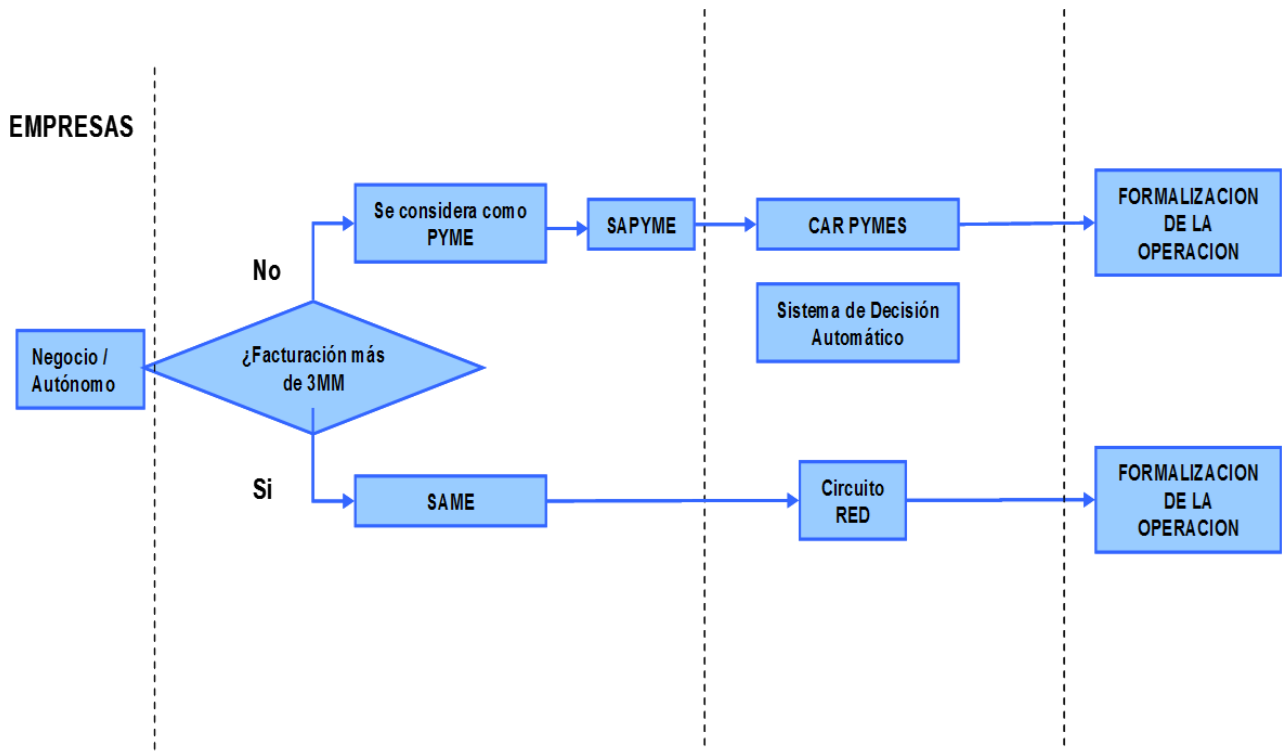 EMPRESAS
Se considera como
PYME
SAPYME
CAR PYMES
FORMALIZACION
DE LA
OPERACION
No
Sistema de Decisión
Automático
Negocio /
Autónomo
¿Facturación más
de 3MM
Si
SAME
Circuito
RED
FORMALIZACION
DE LA
OPERACION